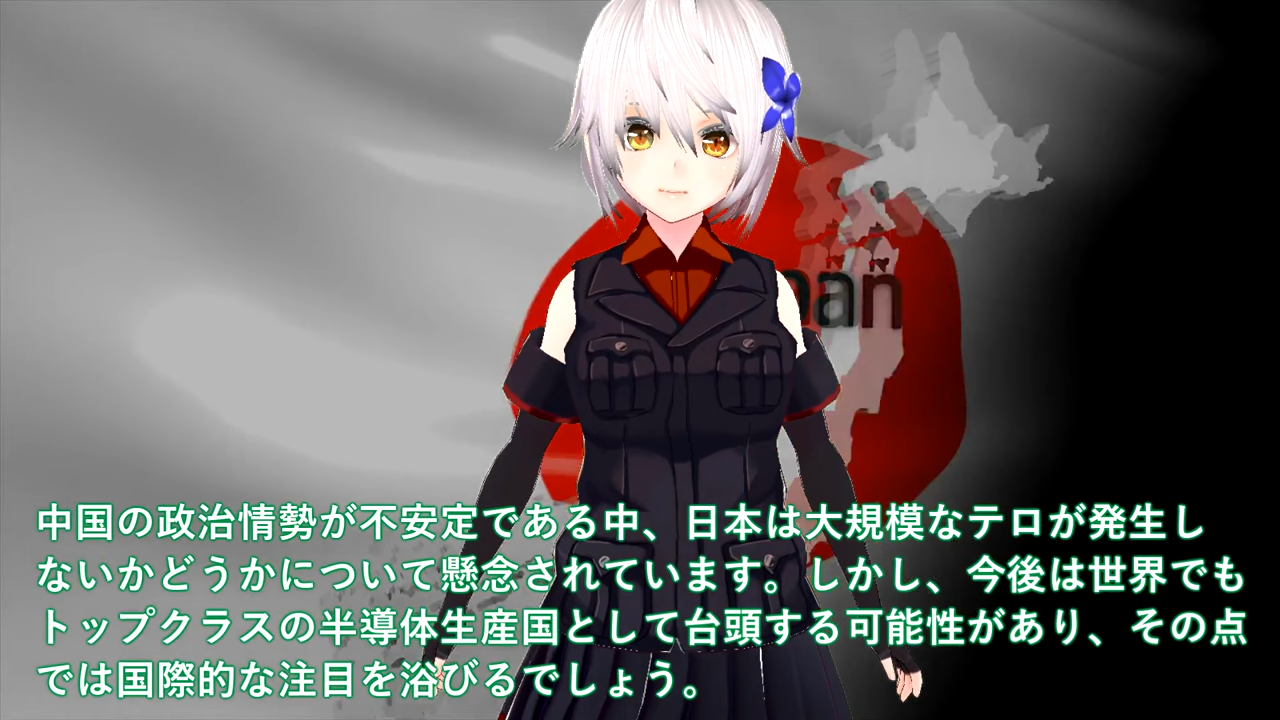 pan
中国の政治情勢が不安定である中、日本は大規模なテロが発生し
ないかどうかについて懸念されています。しかし、今後は世界でも
トップクラスの半導体生産国として台頭する可能性があり、その点
では国際的な注目を浴びるでしょう。